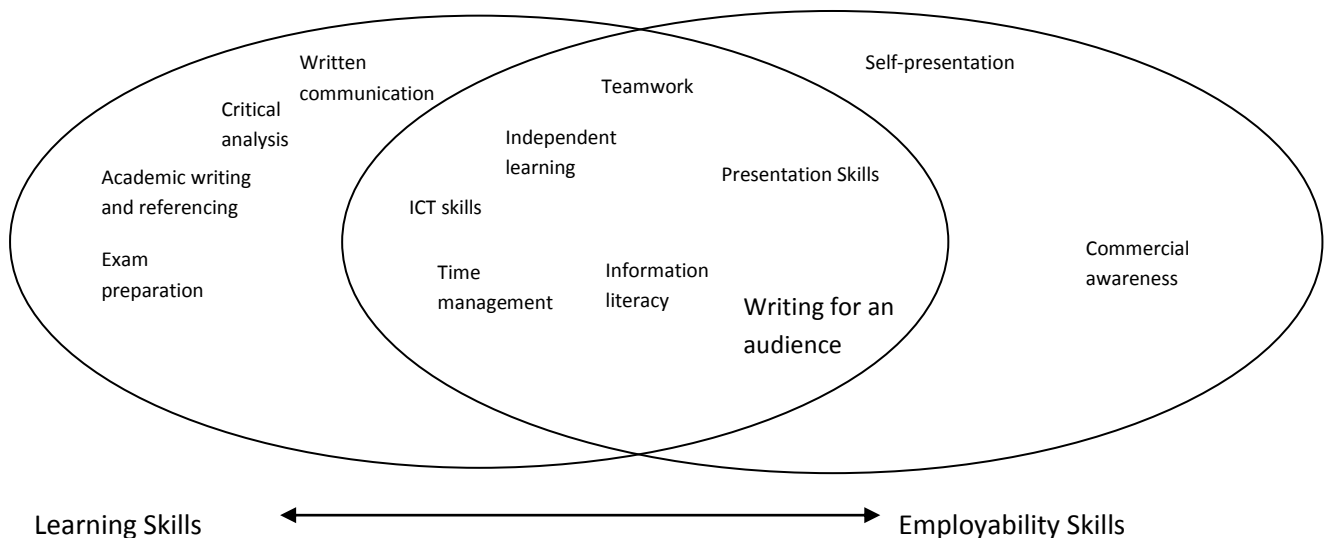 Written
communication
Critical
analysis
Academic writing
and referencing
Exam
preparation
Teamwork
Independent
learning
ICT skills
Presentation Skills
Time
management
Information
literacy
Writing for an
audience
Self-presentation
Commercial
awareness
Learning Skills
Employability Skills